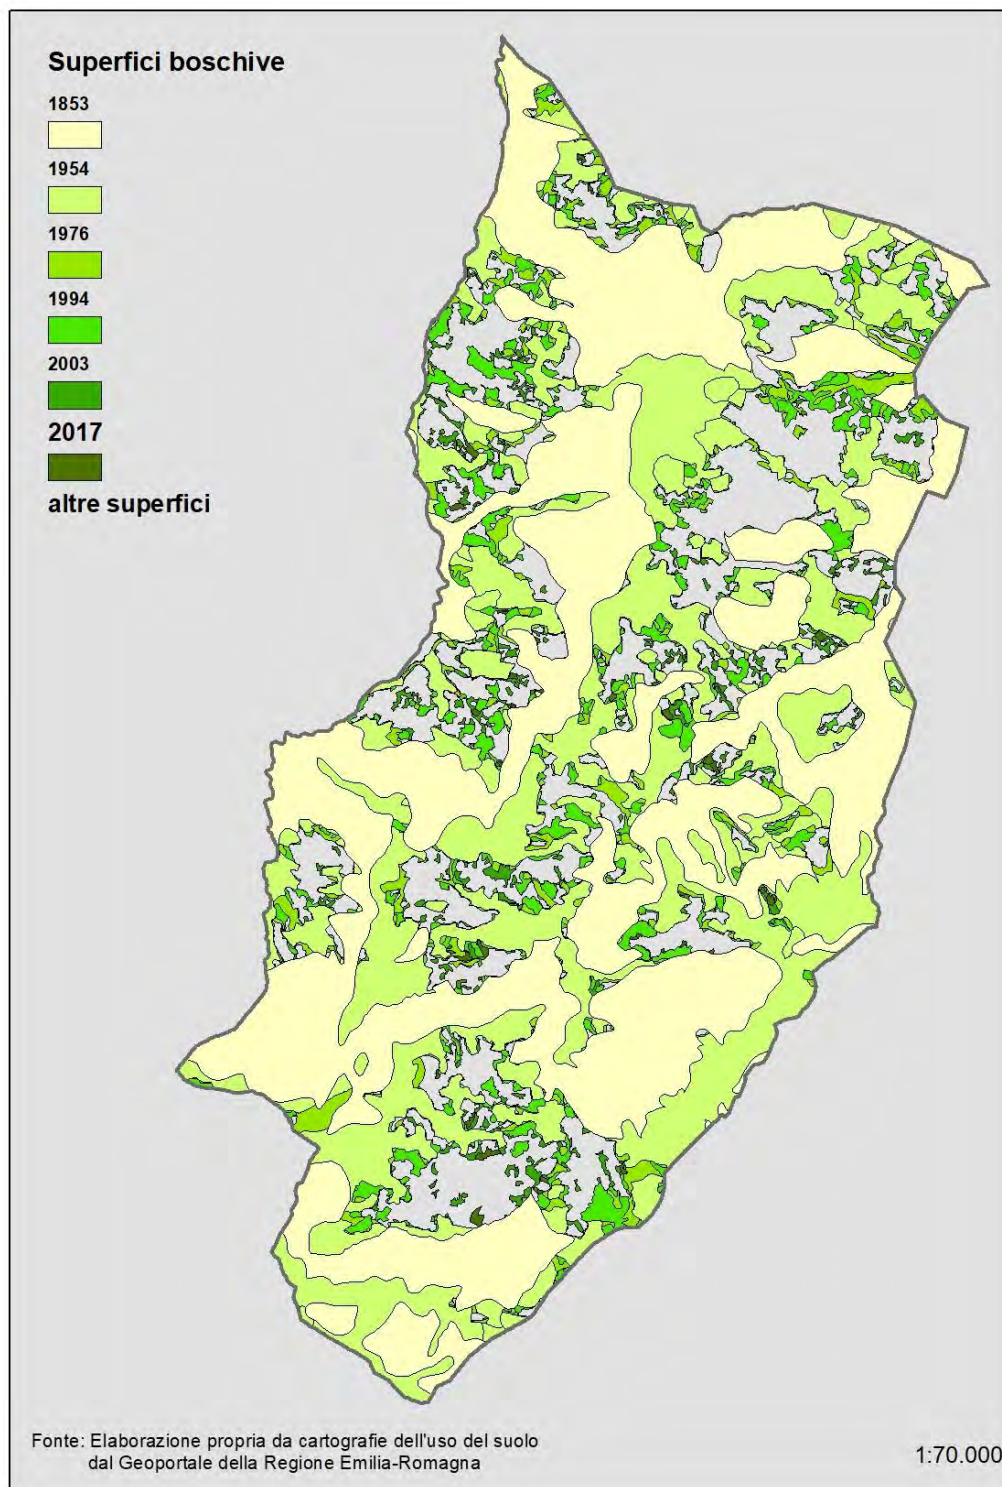 Superfici boschive
1853
1954
1976
1994
2003
2017
altre superfici
Fonte: Elaborazione propria da cartografie dell'uso del suolo
dal Geoportale della Regione Emilia-Romagna
1:70.000